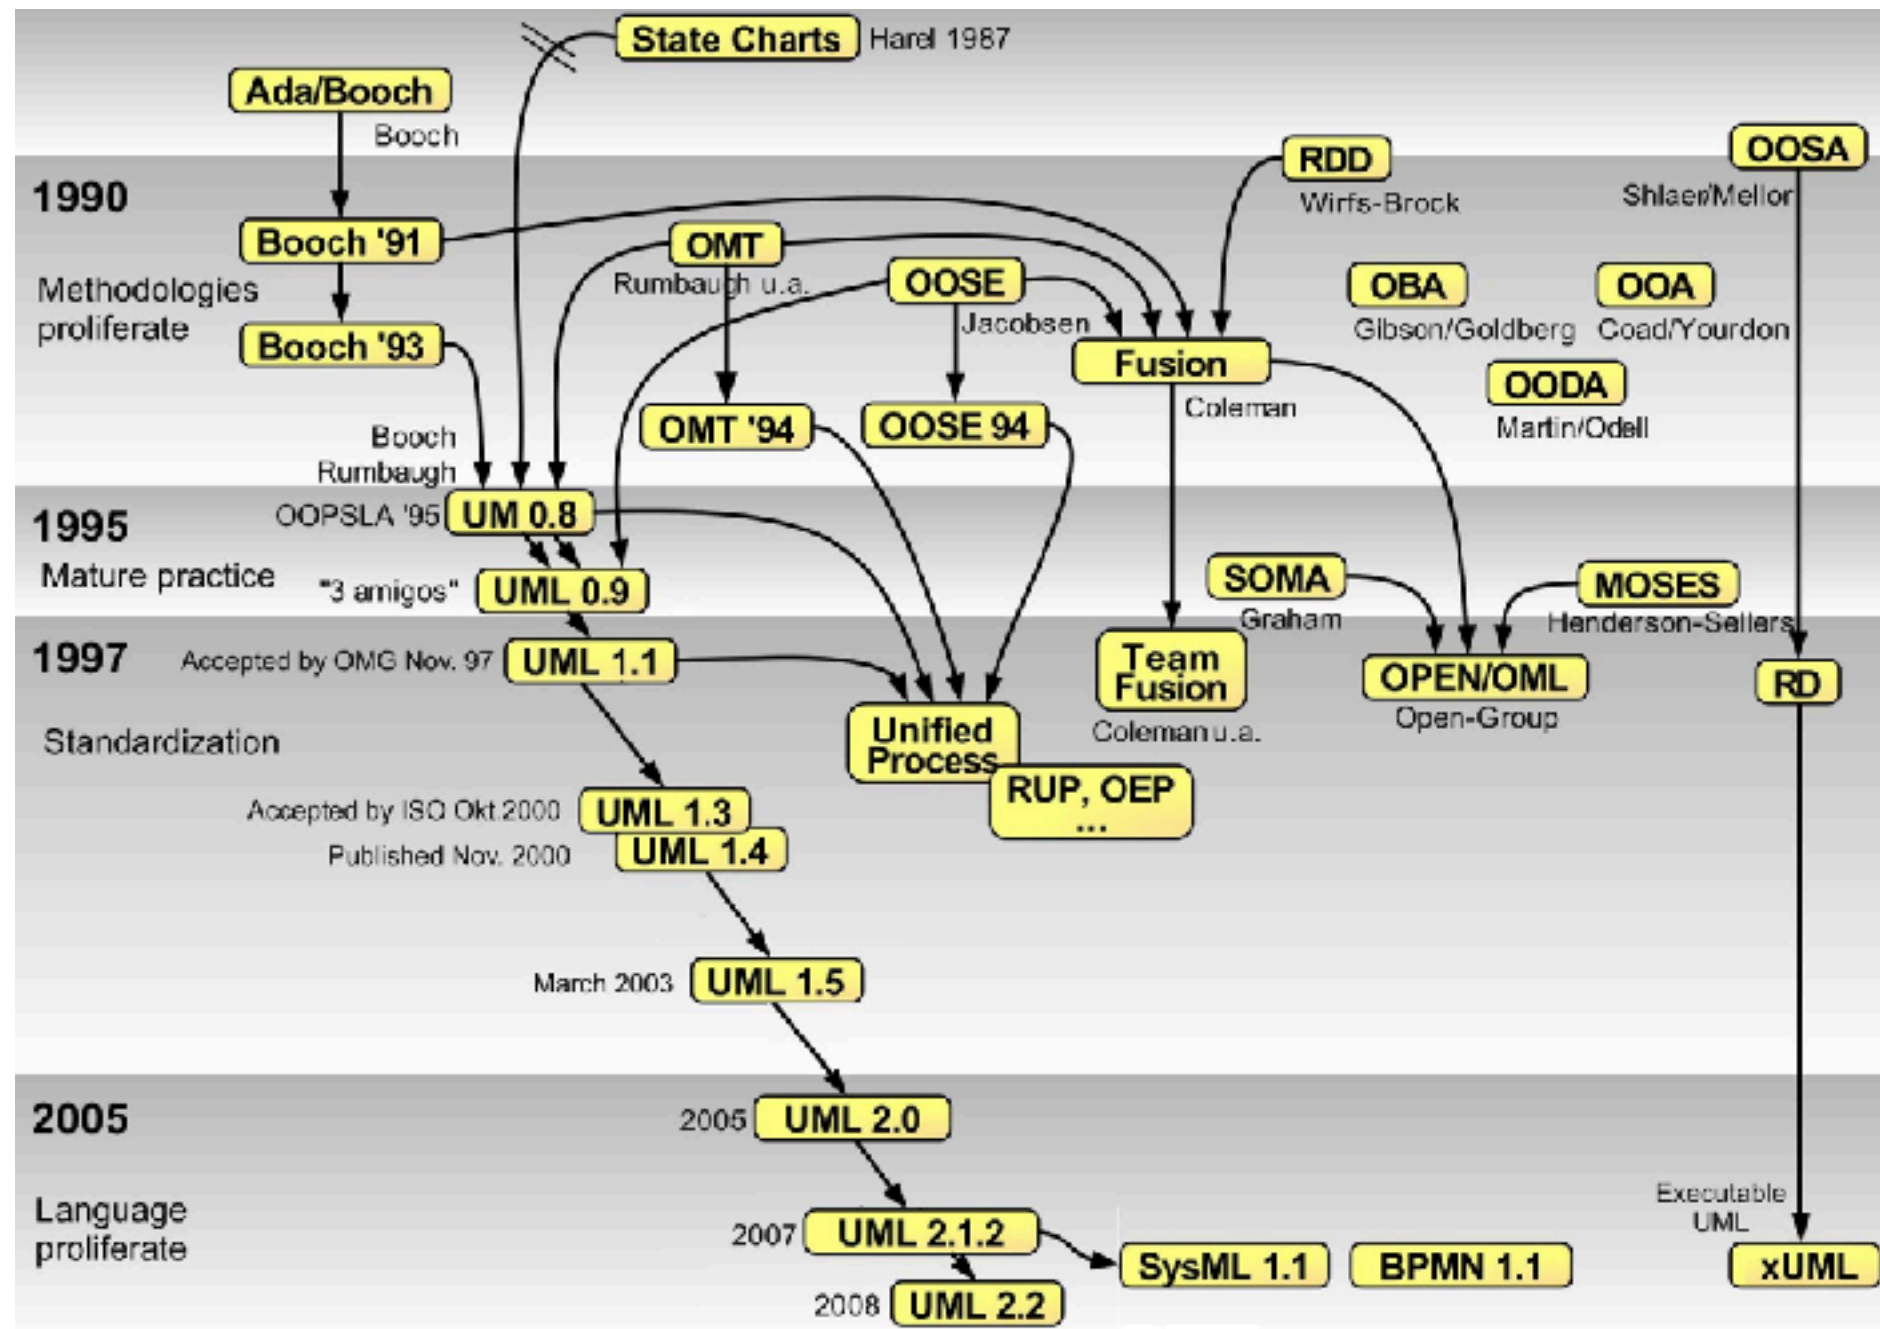 State Charts Harel 1987
Ada/Booch
Booch
OOSA
RDD
Shlaer/Mellor
Wirfs-Brock
1990
Booch '91
OMT
Rumbaugh u.a.
OOSE
Jacobsen
OBA
Gibson/Goldberg
OOA
Coad/Yourdon
Methodologies
proliferate
Booch '93
Fusion
Coleman
OODA
Martin/Odell
OMT '94
OOSE 94
Booch
Rumbaugh
OOPSLA '95 UM 0.8
1995
Mature practice
"3 amigos" UML 0.9
SOMA
Graham
MOSES
Henderson-Sellers
1997
Accepted by OMG Nov. 97 UML 1.1
Team
Fusion
Coleman u.a.
OPEN/OML
Open-Group
RD
Standardization
Unified
Process
RUP, OEP
...
Accepted by ISO Okt.2000 UML 1.3
Published Nov. 2000 UML 1.4
March 2003 UML 1.5
2005
2005 UML 2.0
Language
proliferate
2007 UML 2.1.2
Executable
UML
SysML 1.1
BPMN 1.1
xUML
2008 UML 2.2